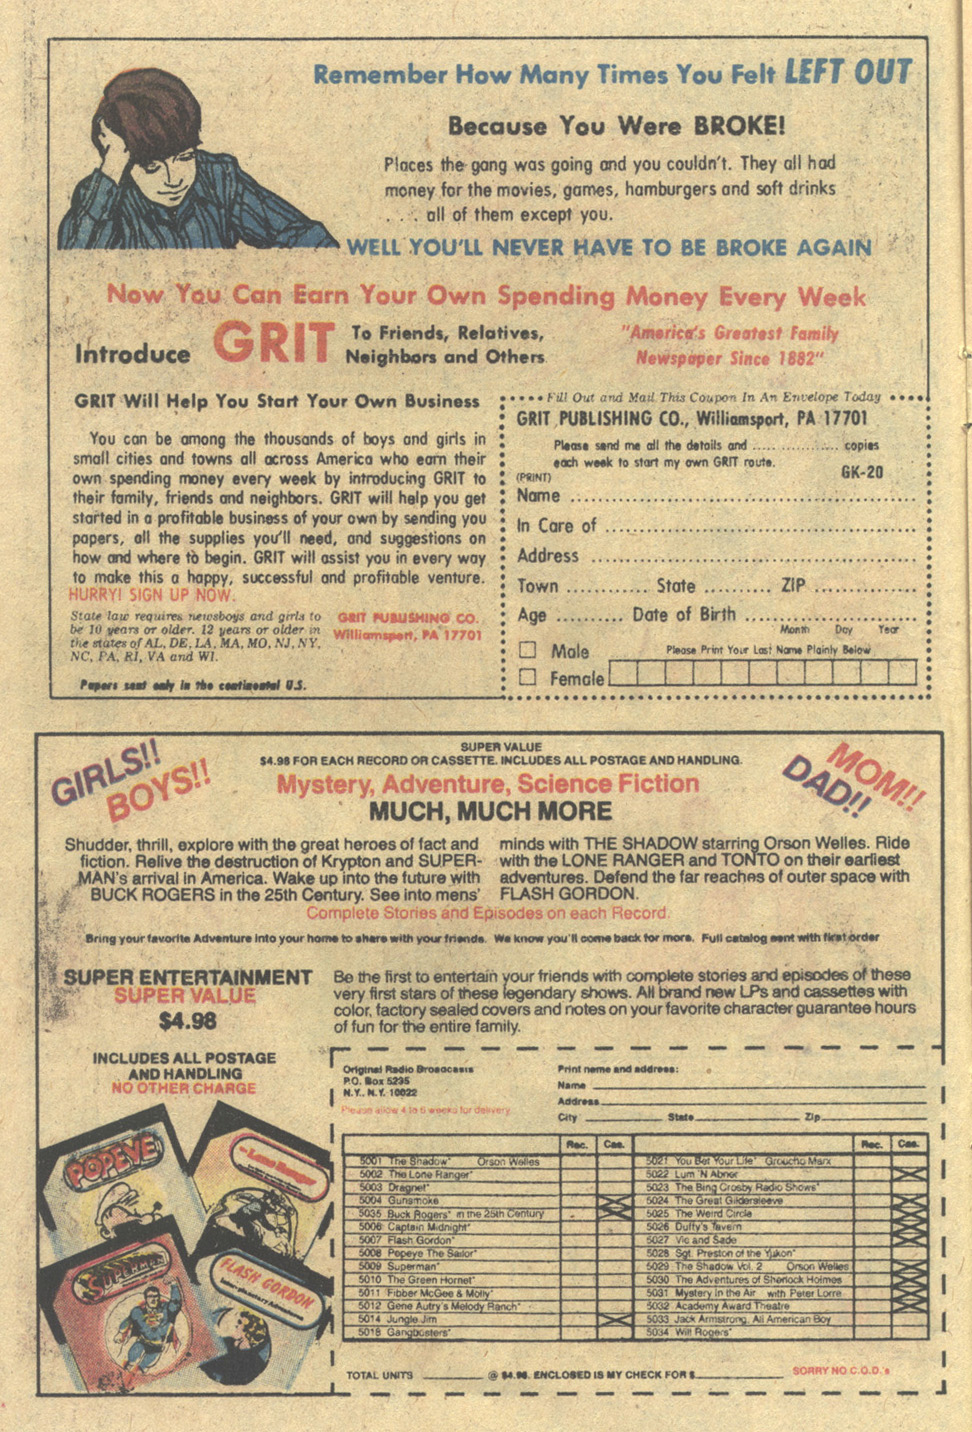 Remember How Many Times You Felt LEFT OUT
Because You Were BROKE!
Places the gang was going and you couldn't. They all had
money for the movies, games, hamburgers and soft drinks
. . . all of them except you.
WELL YOU'LL NEVER HAVE TO BE BROKE AGAIN
Now You Can Earn Your Own Spending Money Every Week
Introduce GRIT To Friends, Relatives,
Neighbors and Others
"America's Greatest Family
Newspaper Since 1882"
GRIT Will Help You Start Your Own Business
You can be among the thousands of boys and girls in
small cities and towns all across America who earn their
own spending money every week by introducing GRIT to
their family, friends and neighbors. GRIT will help you get
started in a profitable business of your own by sending you
papers, all the supplies you'll need, and suggestions on
how and where to begin. GRIT will assist you in every way
to make this a happy, successful and profitable venture.
HURRY! SIGN UP NOW.
State law requires newsboys and girls to
be 10 years or older. 12 years or older in
the states of AL, DE, LA, MA, MO, NJ, NY,
NC, PA, RI, VA and WI.
GRIT PUBLISHING CO.
Williamsport, PA 17701
Papers sent only in the continental U.S.
Fill Out and Mail This Coupon In An Envelope Today
GRIT PUBLISHING CO., Williamsport, PA 17701
Please send me all the details and .................... copies
each week to start my own GRIT route.
GK-20
(PRINT)
Name
In Care of
Address
Town ............ State .......... ZIP
Age .......... Date of Birth
Month Day Year
Male
Please Print Your Last Name Plainly Below
Female
GIRLS!!
BOYS!!
SUPER VALUE
$4.98 FOR EACH RECORD OR CASSETTE. INCLUDES ALL POSTAGE AND HANDLING.
Mystery, Adventure, Science Fiction
MUCH, MUCH MORE
MOM!!
DAD!!
Shudder, thrill, explore with the great heroes of fact and
fiction. Relive the destruction of Krypton and SUPER-
MAN's arrival in America. Wake up into the future with
BUCK ROGERS in the 25th Century. See into mens'
minds with THE SHADOW starring Orson Welles. Ride
with the LONE RANGER and TONTO on their earliest
adventures. Defend the far reaches of outer space with
FLASH GORDON.
Complete Stories and Episodes on each Record.
Bring your favorite Adventure into your home to share with your friends. We know you'll come back for more. Full catalog sent with first order
SUPER ENTERTAINMENT
SUPER VALUE
$4.98
INCLUDES ALL POSTAGE
AND HANDLING
NO OTHER CHARGE
Be the first to entertain your friends with complete stories and episodes of these
very first stars of these legendary shows. All brand new LPs and cassettes with
color, factory sealed covers and notes on your favorite character guarantee hours
of fun for the entire family.
POPEYE
Lone Ranger
SUPERMAN
FLASH GORDON
Original Radio Broadcasts
P.O. Box 5235
N.Y., N.Y. 10022
Please allow 4 to 6 weeks for delivery.
Print name and address:
Name
Address
City State Zip
Rec. Cas.
5001 The Shadow* Orson Welles
5002 The Lone Ranger*
5003 Dragnet*
5004 Gunsmoke
5035 Buck Rogers* in the 25th Century
5006 Captain Midnight*
5007 Flash Gordon*
5008 Popeye The Sailor*
5009 Superman*
5010 The Green Hornet*
5011 Fibber McGee & Molly*
5012 Gene Autry's Melody Ranch*
5014 Jungle Jim
5018 Gangbusters*
Rec. Cas.
5021 You Bet Your Life* Groucho Marx
5022 Lum 'N Abner
5023 The Bing Crosby Radio Shows*
5024 The Great Gildersleeve
5025 The Weird Circle
5026 Duffy's Tavern
5027 Vic and Sade
5028 Sgt. Preston of the Yukon*
5029 The Shadow Vol. 2 Orson Welles
5030 The Adventures of Sherlock Holmes
5031 Mystery in the Air with Peter Lorre
5032 Academy Award Theatre
5033 Jack Armstrong, All American Boy
5034 Will Rogers*
TOTAL UNITS @ $4.98. ENCLOSED IS MY CHECK FOR $
SORRY NO C.O.D.'s